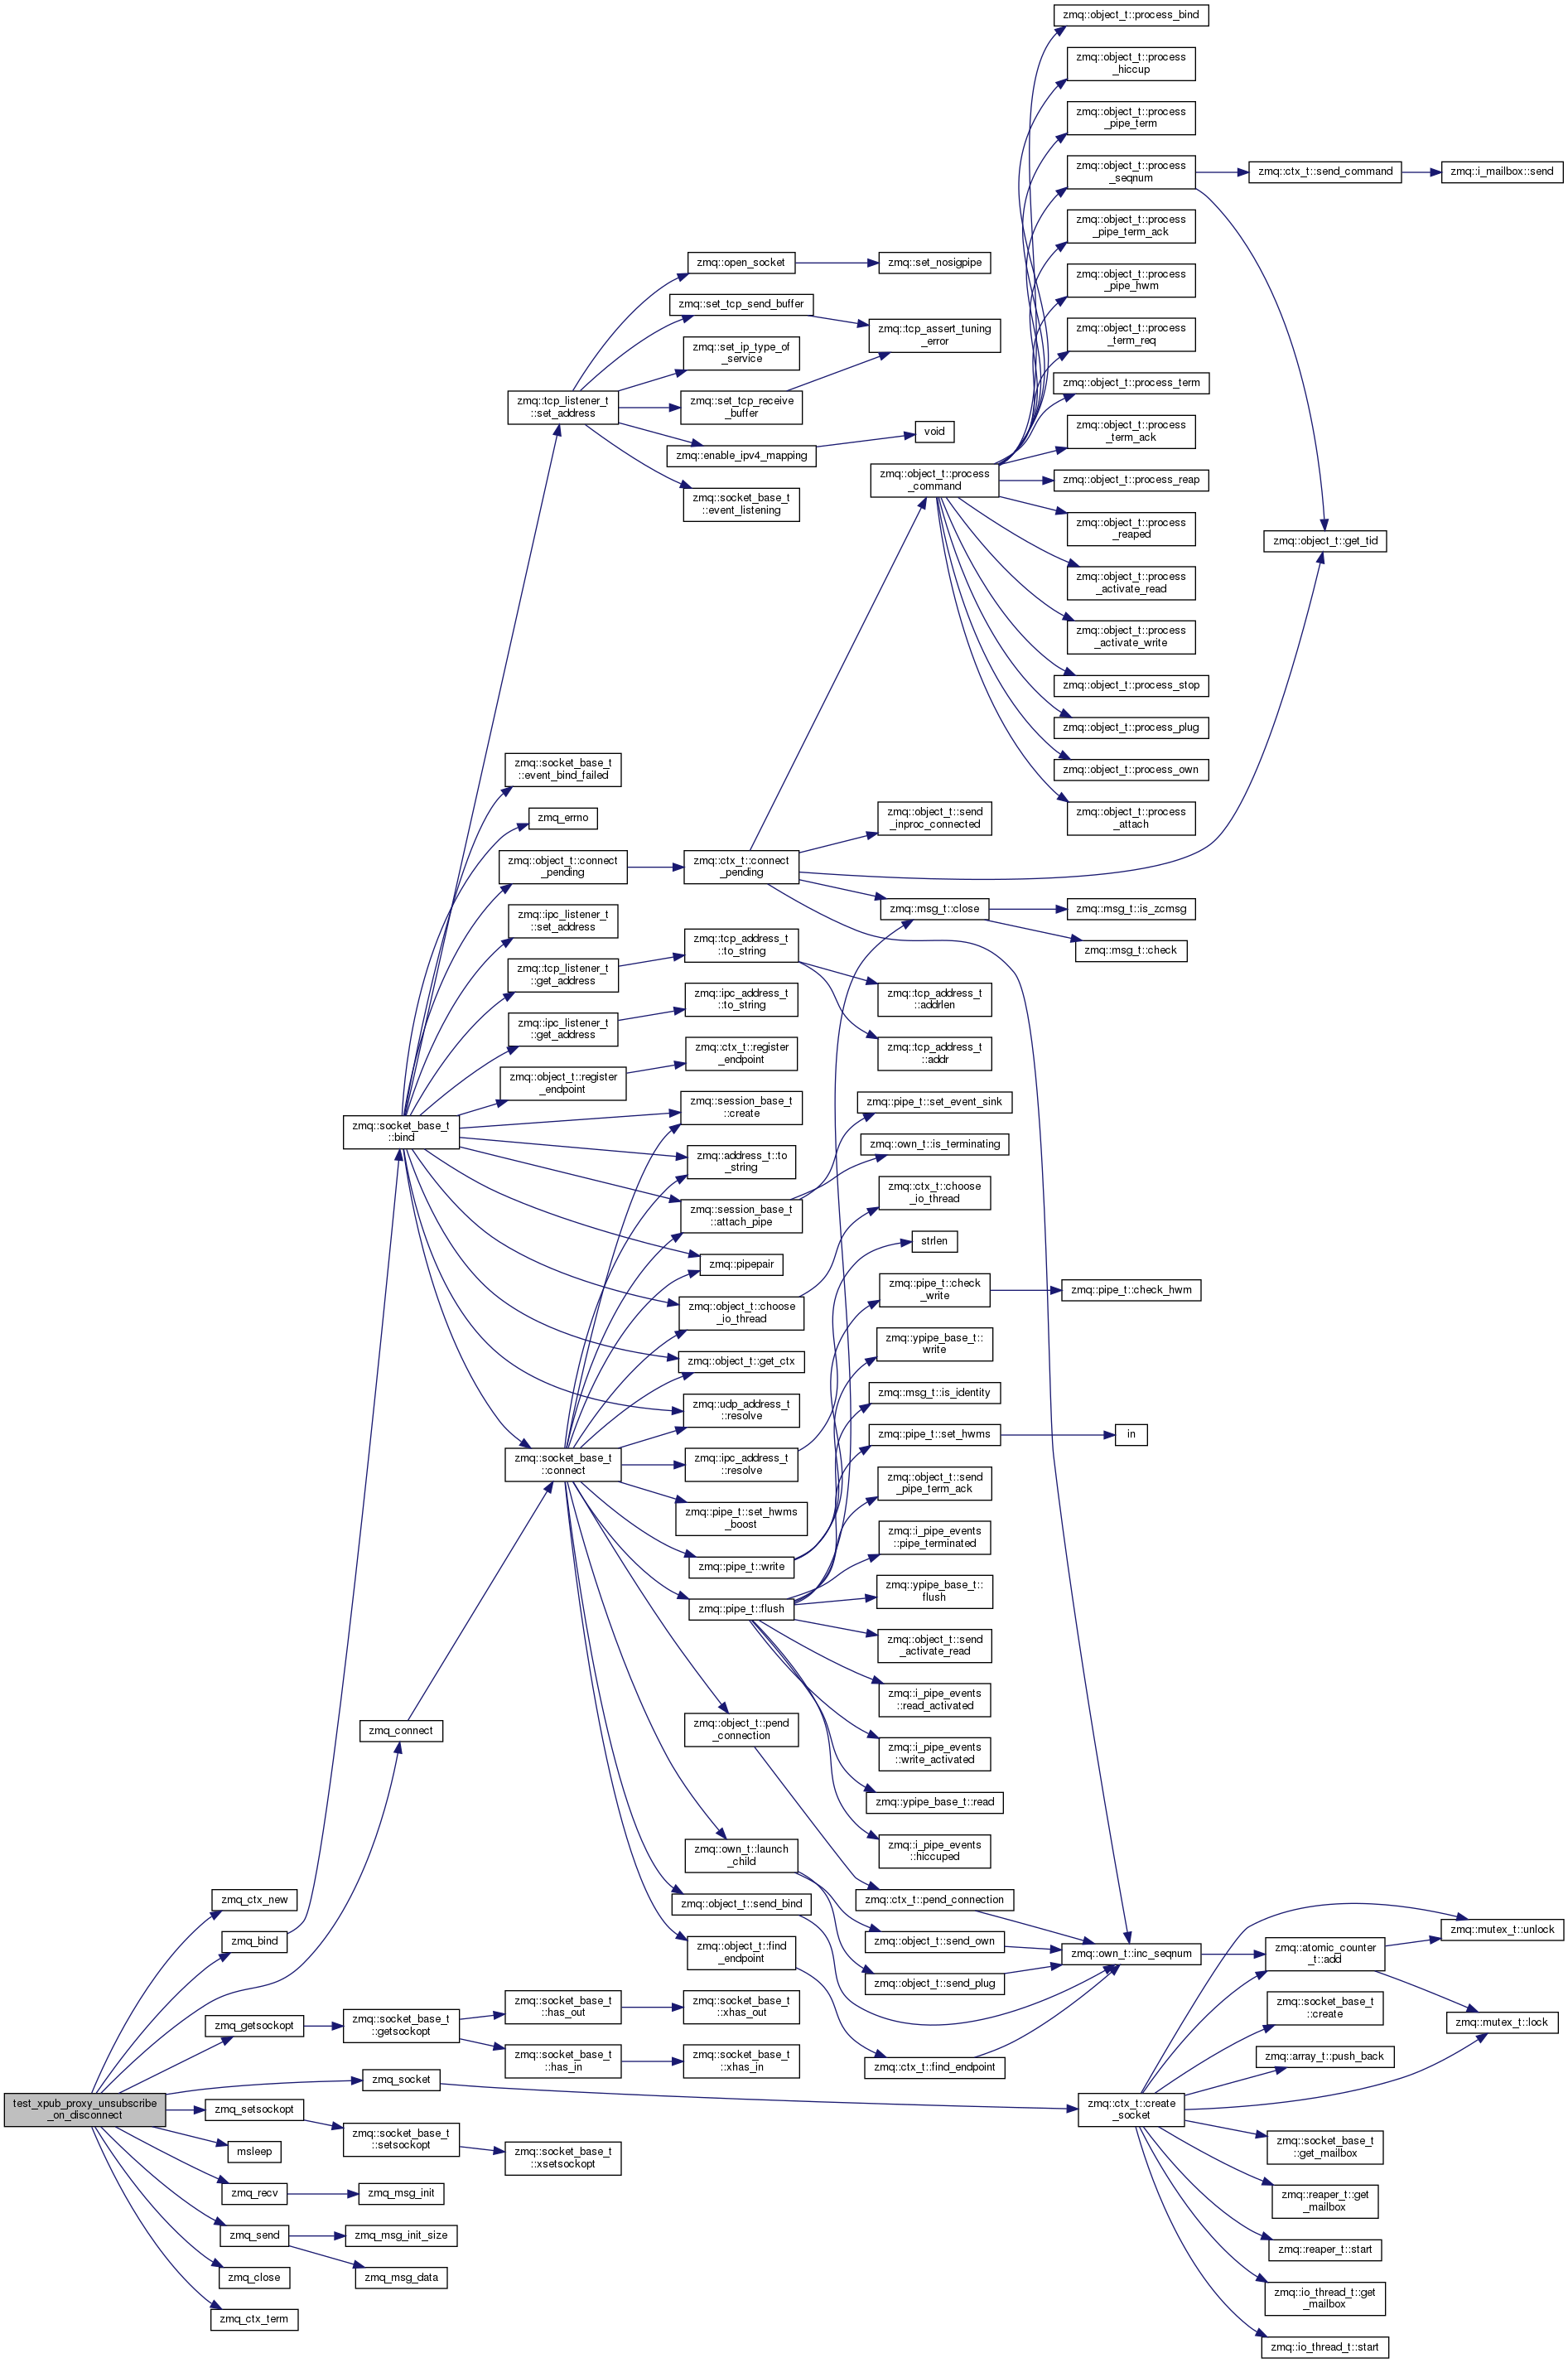 zmq::object_t::process_bind
zmq::object_t::process
_hiccup
zmq::object_t::process
_pipe_term
zmq::object_t::process
_seqnum
zmq::ctx_t::send_command
zmq::i_mailbox::send
zmq::object_t::process
_pipe_term_ack
zmq::open_socket
zmq::set_nosigpipe
zmq::object_t::process
_pipe_hwm
zmq::set_tcp_send_buffer
zmq::tcp_assert_tuning
_error
zmq::object_t::process
_term_req
zmq::set_ip_type_of
_service
zmq::object_t::process_term
zmq::tcp_listener_t
::set_address
zmq::set_tcp_receive
_buffer
void
zmq::object_t::process
_term_ack
zmq::enable_ipv4_mapping
zmq::object_t::process
_command
zmq::object_t::process_reap
zmq::socket_base_t
::event_listening
zmq::object_t::process
_reaped
zmq::object_t::get_tid
zmq::object_t::process
_activate_read
zmq::object_t::process
_activate_write
zmq::object_t::process_stop
zmq::object_t::process_plug
zmq::object_t::process_own
zmq::socket_base_t
::event_bind_failed
zmq_errno
zmq::object_t::send
_inproc_connected
zmq::object_t::process
_attach
zmq::object_t::connect
_pending
zmq::ctx_t::connect
_pending
zmq::msg_t::close
zmq::msg_t::is_zcmsg
zmq::ipc_listener_t
::set_address
zmq::msg_t::check
zmq::tcp_address_t
::to_string
zmq::tcp_listener_t
::get_address
zmq::tcp_address_t
::addrlen
zmq::ipc_address_t
::to_string
zmq::ipc_listener_t
::get_address
zmq::tcp_address_t
::addr
zmq::ctx_t::register
_endpoint
zmq::object_t::register
_endpoint
zmq::session_base_t
::create
zmq::pipe_t::set_event_sink
zmq::socket_base_t
::bind
zmq::own_t::is_terminating
zmq::address_t::to
_string
zmq::ctx_t::choose
_io_thread
zmq::session_base_t
::attach_pipe
strlen
zmq::pipepair
zmq::pipe_t::check
_write
zmq::pipe_t::check_hwm
zmq::object_t::choose
_io_thread
zmq::ypipe_base_t::
write
zmq::object_t::get_ctx
zmq::msg_t::is_identity
zmq::udp_address_t
::resolve
zmq::pipe_t::set_hwms
in
zmq::socket_base_t
::connect
zmq::ipc_address_t
::resolve
zmq::object_t::send
_pipe_term_ack
zmq::pipe_t::set_hwms
_boost
zmq::i_pipe_events
::pipe_terminated
zmq::pipe_t::write
zmq::ypipe_base_t::
flush
zmq::pipe_t::flush
zmq::object_t::send
_activate_read
zmq::i_pipe_events
::read_activated
zmq_connect
zmq::object_t::pend
_connection
zmq::i_pipe_events
::write_activated
zmq::ypipe_base_t::read
zmq::i_pipe_events
::hiccuped
zmq::own_t::launch
_child
zmq_ctx_new
zmq::object_t::send_bind
zmq::ctx_t::pend_connection
zmq_bind
zmq::object_t::send_own
zmq::object_t::find
_endpoint
zmq::own_t::inc_seqnum
zmq::atomic_counter
_t::add
zmq::mutex_t::unlock
zmq::object_t::send_plug
zmq_getsockopt
zmq::socket_base_t
::getsockopt
zmq::socket_base_t
::has_out
zmq::socket_base_t
::xhas_out
zmq::socket_base_t
::create
zmq::mutex_t::lock
zmq::socket_base_t
::has_in
zmq::socket_base_t
::xhas_in
zmq::ctx_t::find_endpoint
zmq::array_t::push_back
zmq_socket
test_xpub_proxy_unsubscribe
_on_disconnect
zmq_setsockopt
zmq::ctx_t::create
_socket
zmq::socket_base_t
::setsockopt
zmq::socket_base_t
::xsetsockopt
zmq::socket_base_t
::get_mailbox
msleep
zmq_recv
zmq_msg_init
zmq::reaper_t::get
_mailbox
zmq_send
zmq_msg_init_size
zmq::reaper_t::start
zmq_close
zmq_msg_data
zmq::io_thread_t::get
_mailbox
zmq_ctx_term
zmq::io_thread_t::start